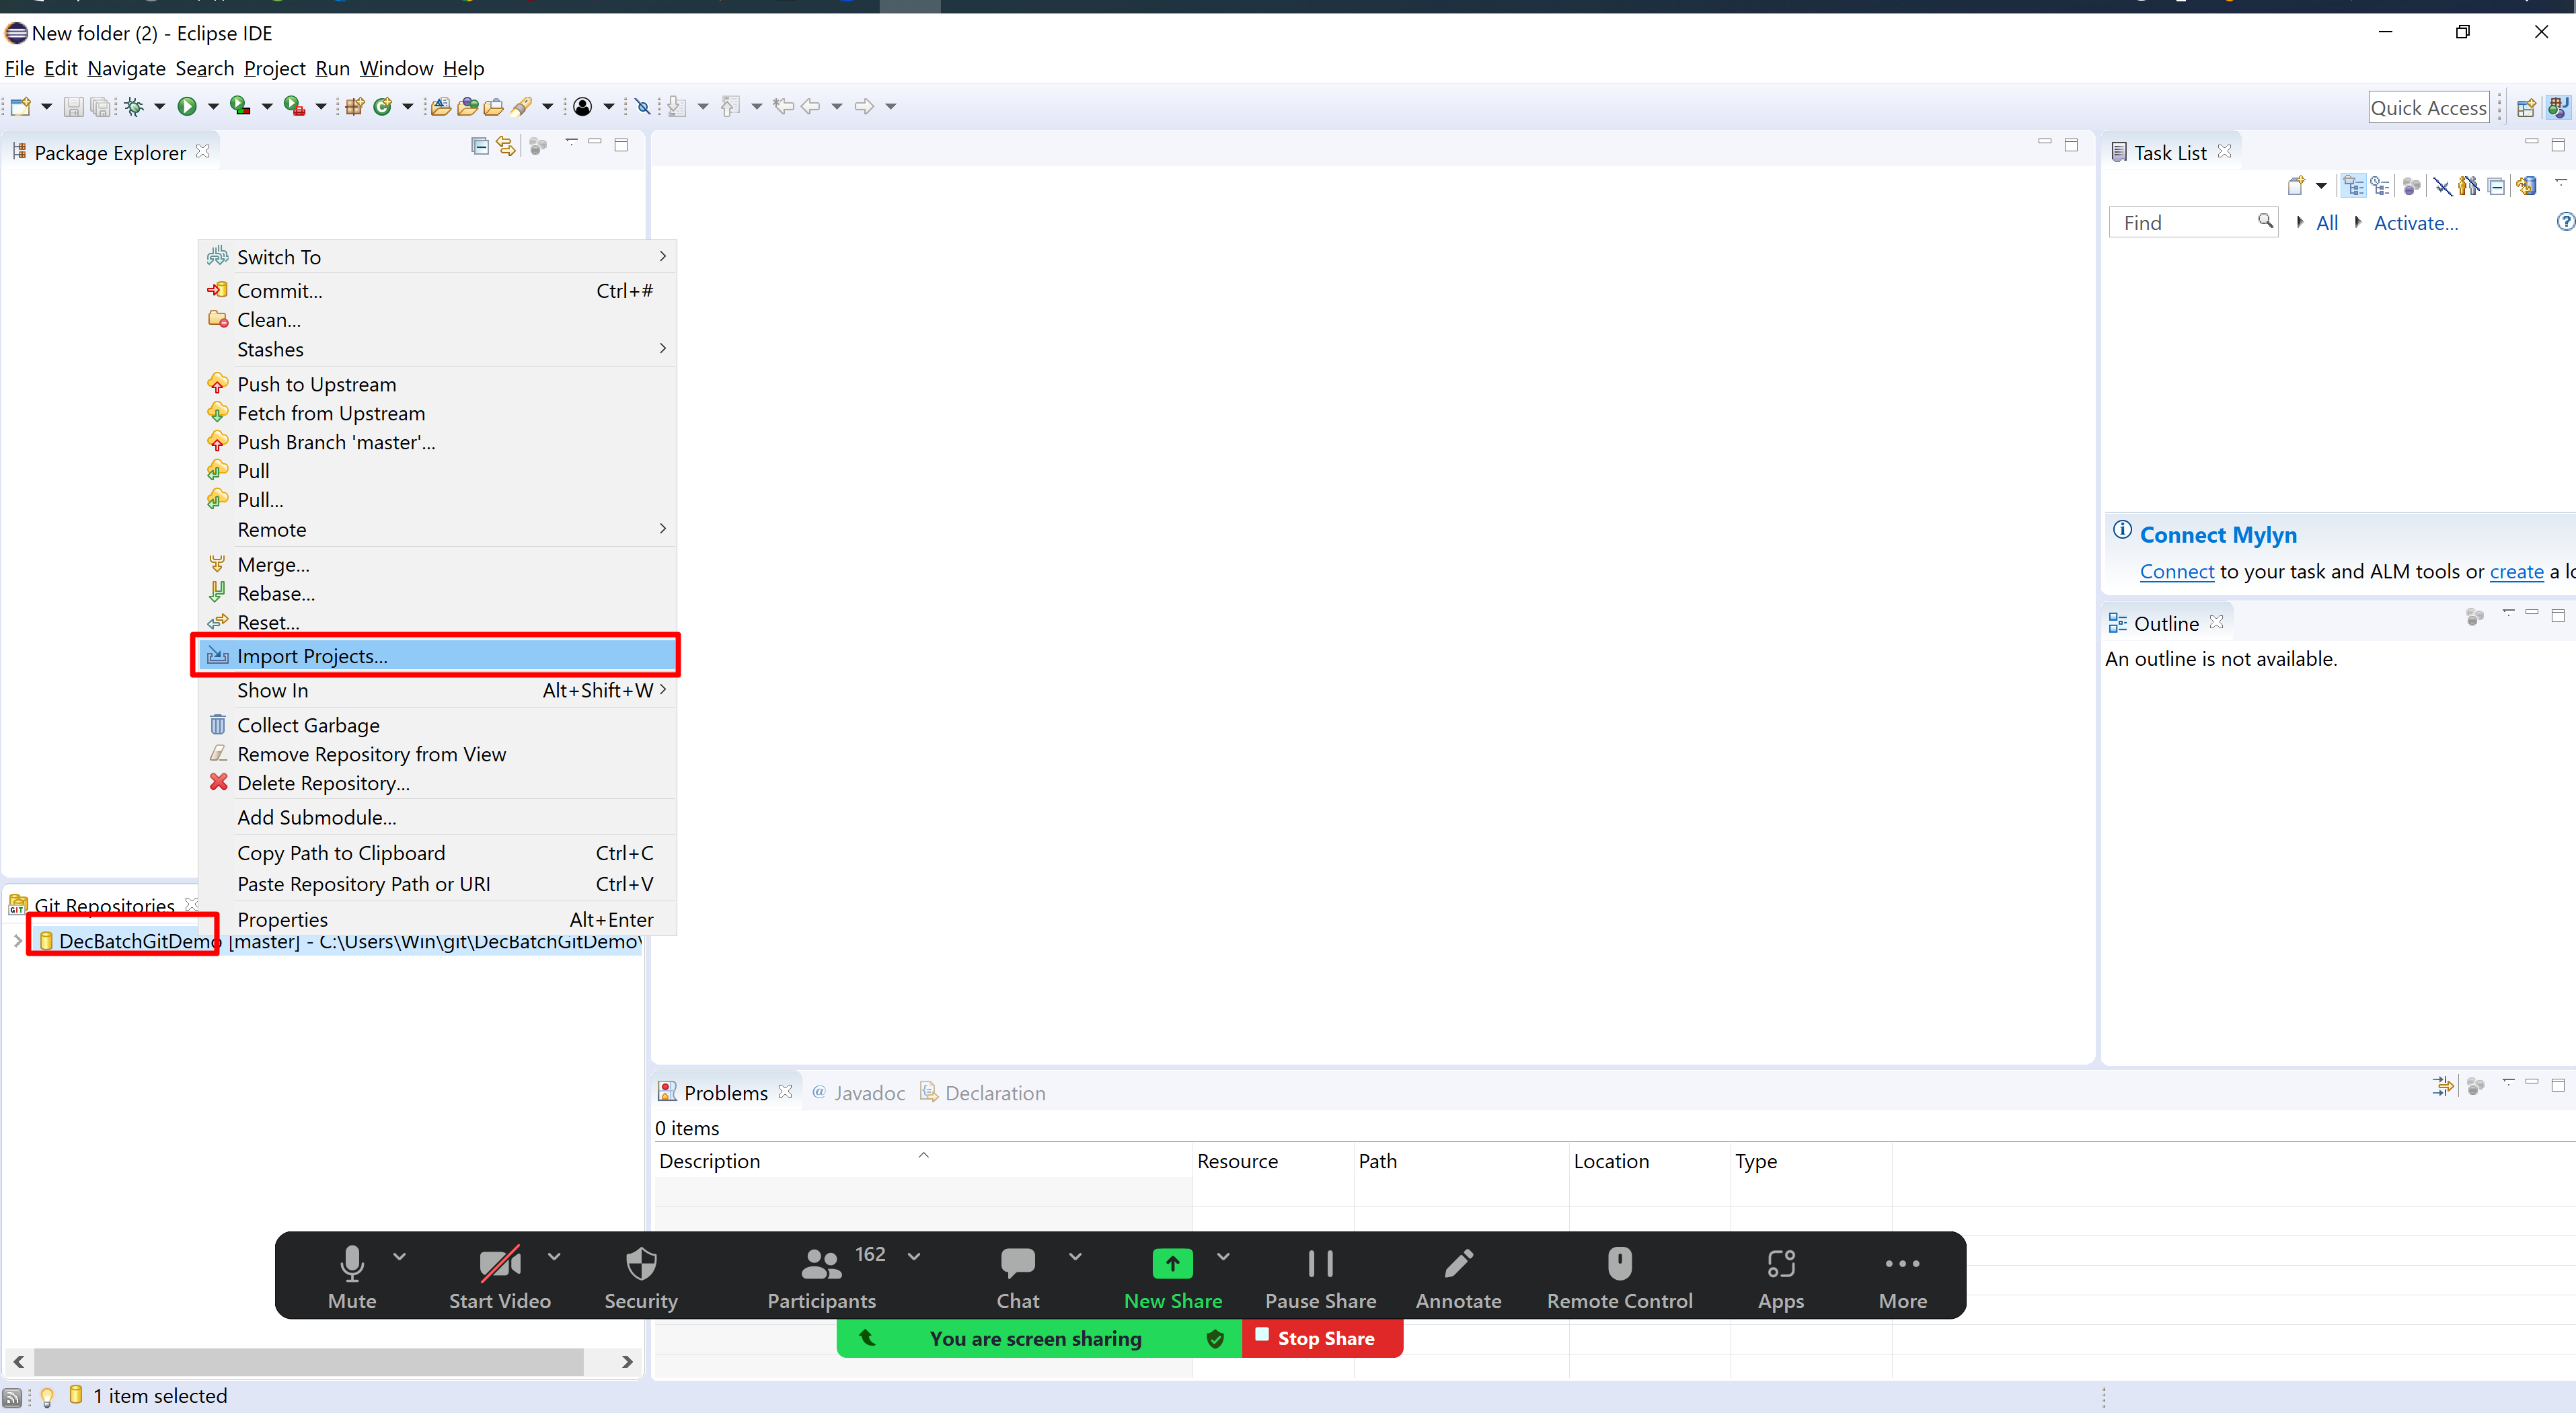 New folder (2) - Eclipse IDE
File Edit Navigate Search Project Run Window Help
Quick Access
Package Explorer
Task List
Find
All
Activate...
Switch To
Commit... Ctrl+#
Clean...
Stashes
Push to Upstream
Fetch from Upstream
Push Branch 'master'...
Pull
Pull...
Remote
Merge...
Rebase...
Reset...
Import Projects...
Show In Alt+Shift+W
Collect Garbage
Remove Repository from View
Delete Repository...
Add Submodule...
Copy Path to Clipboard Ctrl+C
Paste Repository Path or URI Ctrl+V
Properties Alt+Enter
Connect Mylyn
Connect to your task and ALM tools or create a lo
Outline
An outline is not available.
Git Repositories
DecBatchGitDemo [master] - C:\Users\Win\git\DecBatchGitDemo\
Problems Javadoc Declaration
0 items
Description Resource Path Location Type
Mute Start Video Security Participants 162 Chat New Share Pause Share Annotate Remote Control Apps More
You are screen sharing Stop Share
1 item selected